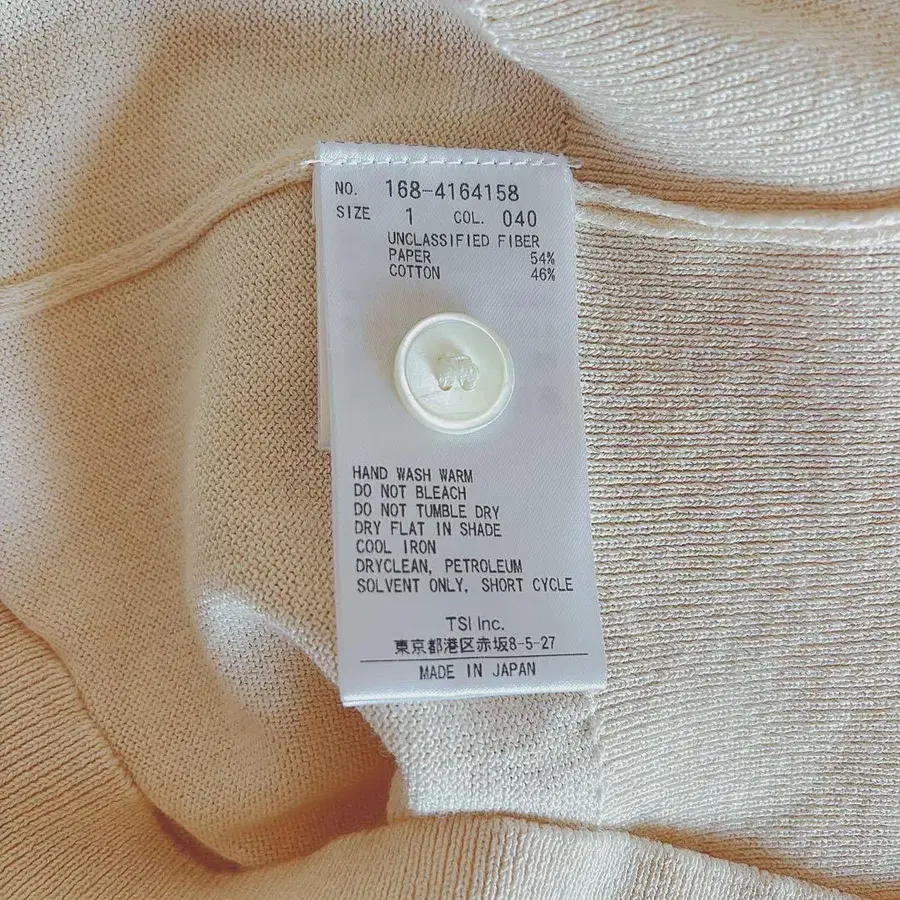 NO. 168-4164158
SIZE 1 COL. 040
UNCLASSIFIED FIBER
PAPER 54%
COTTON 46%
HAND WASH WARM
DO NOT BLEACH
DO NOT TUMBLE DRY
DRY FLAT IN SHADE
COOL IRON
DRYCLEAN, PETROLEUM
SOLVENT ONLY, SHORT CYCLE
TSI Inc.
東京都港区赤坂8-5-27
MADE IN JAPAN